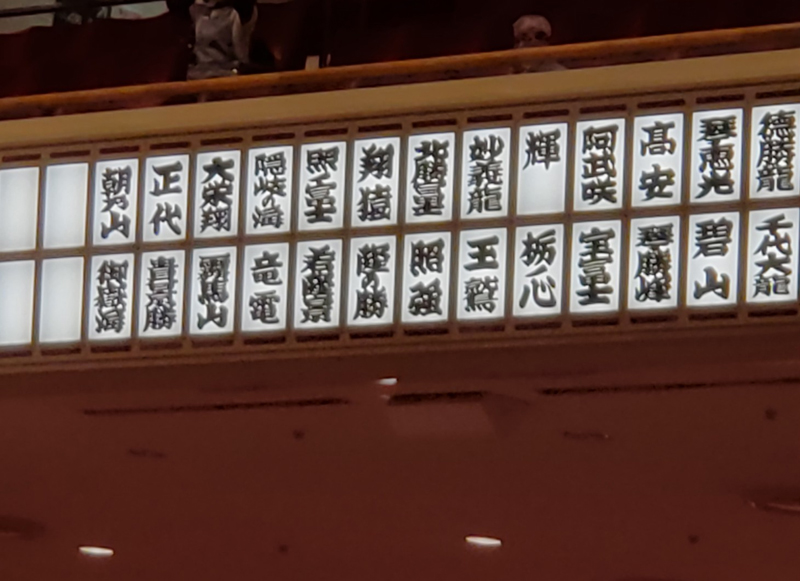 徳勝龍
琴恵光
髙安
阿武咲
輝
妙義龍
北勝富士
翔猿
照ノ富士
隠岐の海
大栄翔
正代
朝乃山
千代大龍
碧山
琴勝峰
宝富士
栃ノ心
玉鷲
照強
隆の勝
若隆景
竜電
明瀬山
貴景勝
御嶽海